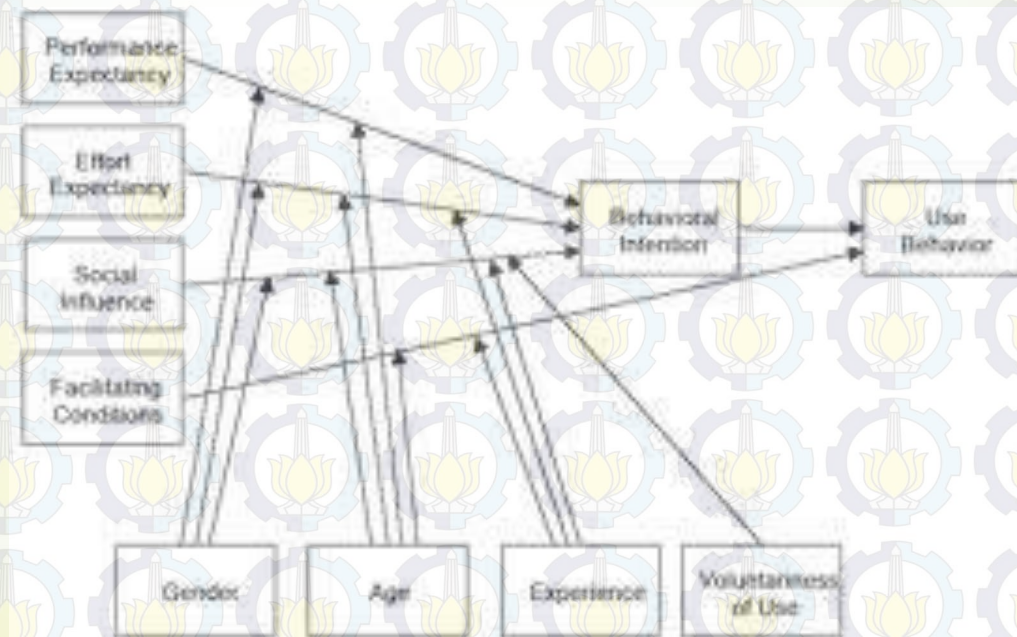 Performance
Expectancy
Effort
Expectancy
Social
Influence
Facilitating
Conditions
Behavioral
Intention
Use
Behavior
Gender
Age
Experience
Voluntariness
of Use